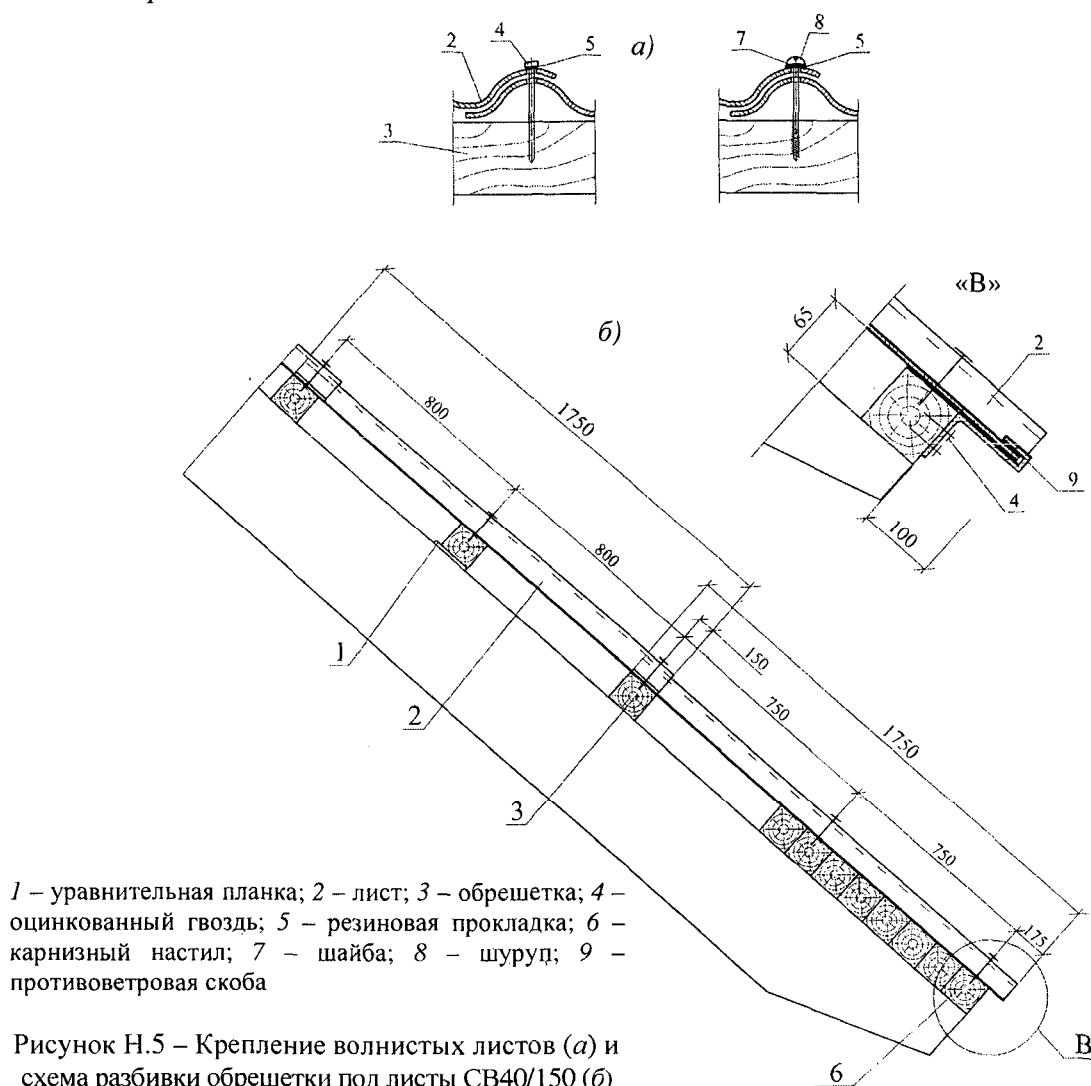 а)
2
4
5
3
7
8
5
б)
1750
800
800
150
750
1750
750
175
1
2
3
6
В
«В»
65
2
9
4
100
1 – уравнительная планка; 2 – лист; 3 – обрешетка; 4 –
оцинкованный гвоздь; 5 – резиновая прокладка; 6 –
карнизный настил; 7 – шайба; 8 – шуруп; 9 –
противоветровая скоба
Рисунок Н.5 – Крепление волнистых листов (а) и
схема разбивки обрешетки под листы СВ40/150 (б)